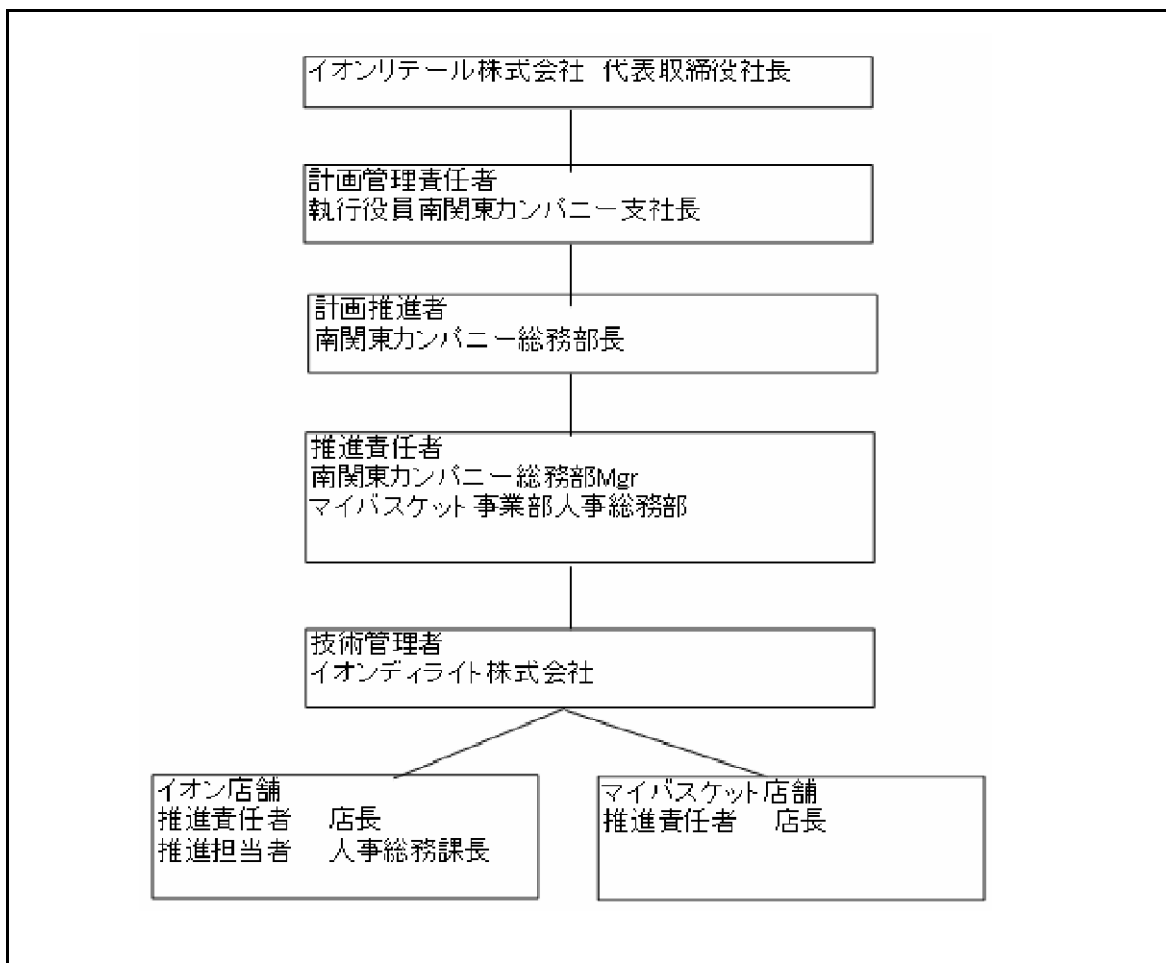 イオンリテール株式会社 代表取締役社長
計画管理責任者
執行役員南関東カンパニー支社長
計画推進者
南関東カンパニー総務部長
推進責任者
南関東カンパニー総務部Mgr
マイバスケット事業部人事総務部
技術管理者
イオンディライト株式会社
イオン店舗
推進責任者 店長
推進担当者 人事総務課長
マイバスケット店舗
推進責任者 店長